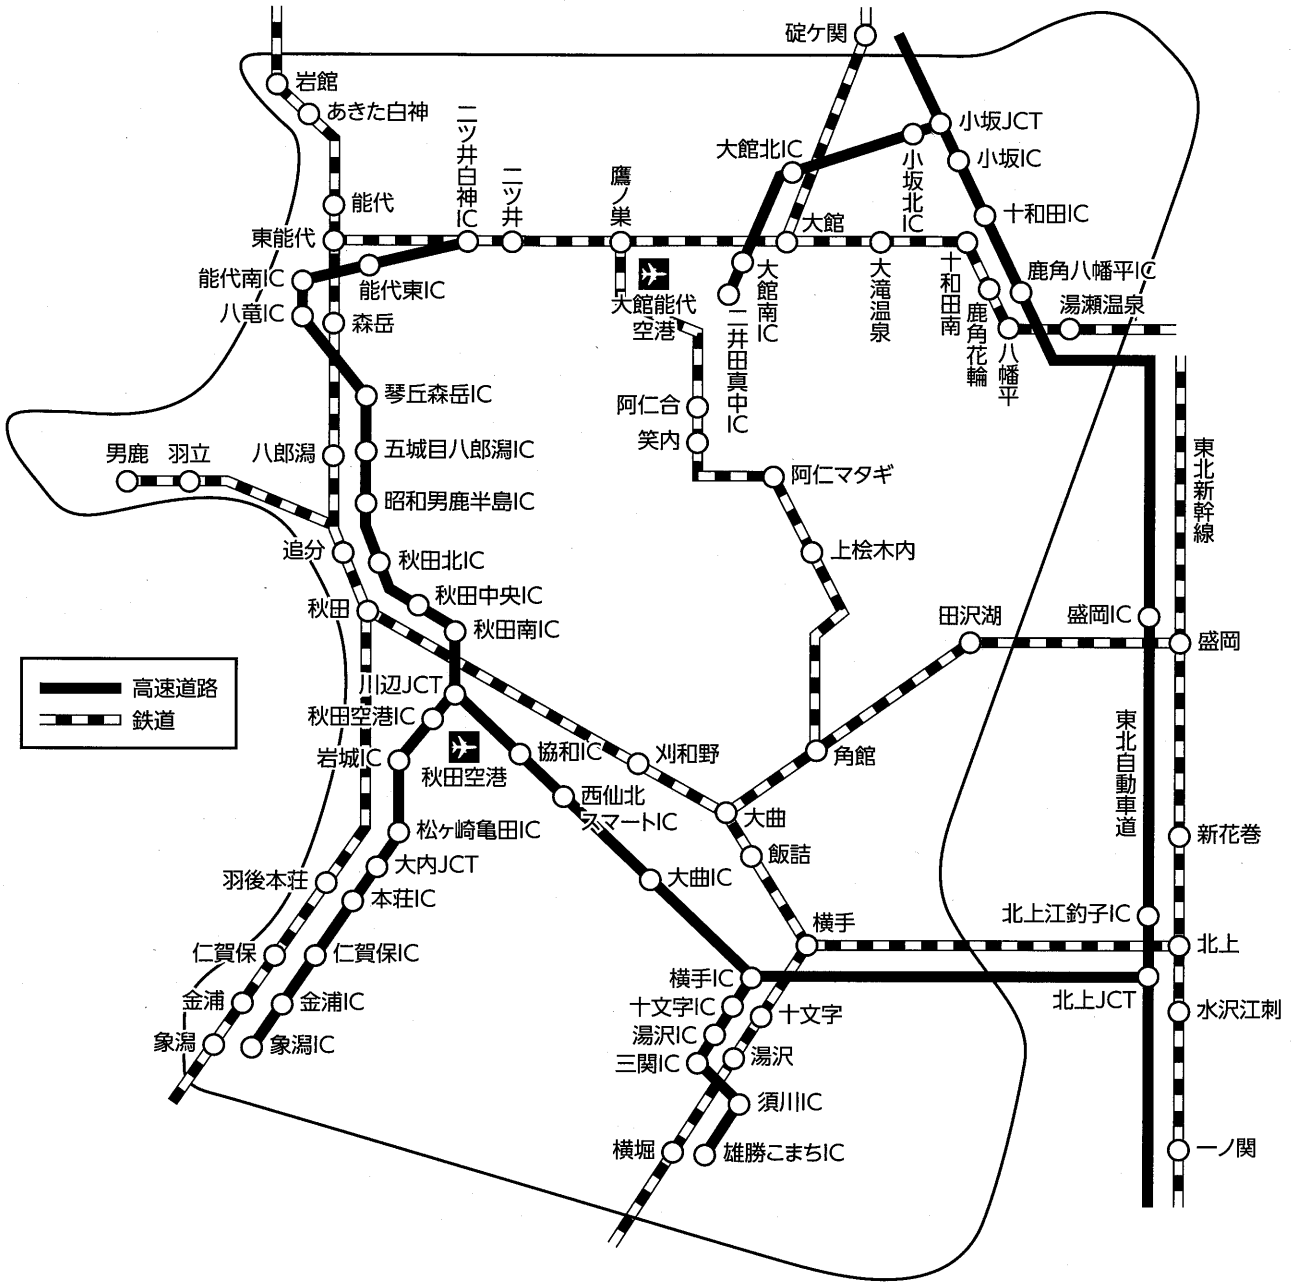 碇ヶ関
岩館
あきた白神
二ツ井白神IC
二ツ井
鷹ノ巣
大館北IC
小坂JCT
小坂IC
小坂北IC
能代
十和田IC
東能代
大館
能代南IC
能代東IC
大館能代
空港
大館南IC
二井田真中IC
大滝温泉
十和田南
鹿角花輪
八幡平
鹿角八幡平IC
湯瀬温泉
八竜IC
森岳
琴丘森岳IC
阿仁合
笑内
男鹿
羽立
八郎潟
五城目八郎潟IC
阿仁マタギ
東北新幹線
昭和男鹿半島IC
追分
秋田北IC
上桧木内
秋田
秋田中央IC
秋田南IC
田沢湖
盛岡IC
盛岡
高速道路
鉄道
川辺JCT
秋田空港IC
岩城IC
秋田空港
協和IC
刈和野
角館
東北自動車道
西仙北
スマートIC
大曲
松ヶ崎亀田IC
新花巻
飯詰
大内JCT
羽後本荘
本荘IC
大曲IC
横手
北上江釣子IC
北上
仁賀保
仁賀保IC
横手IC
北上JCT
金浦
金浦IC
十文字IC
十文字
水沢江刺
象潟
象潟IC
湯沢IC
湯沢
三関IC
須川IC
横堀
雄勝こまちIC
一ノ関